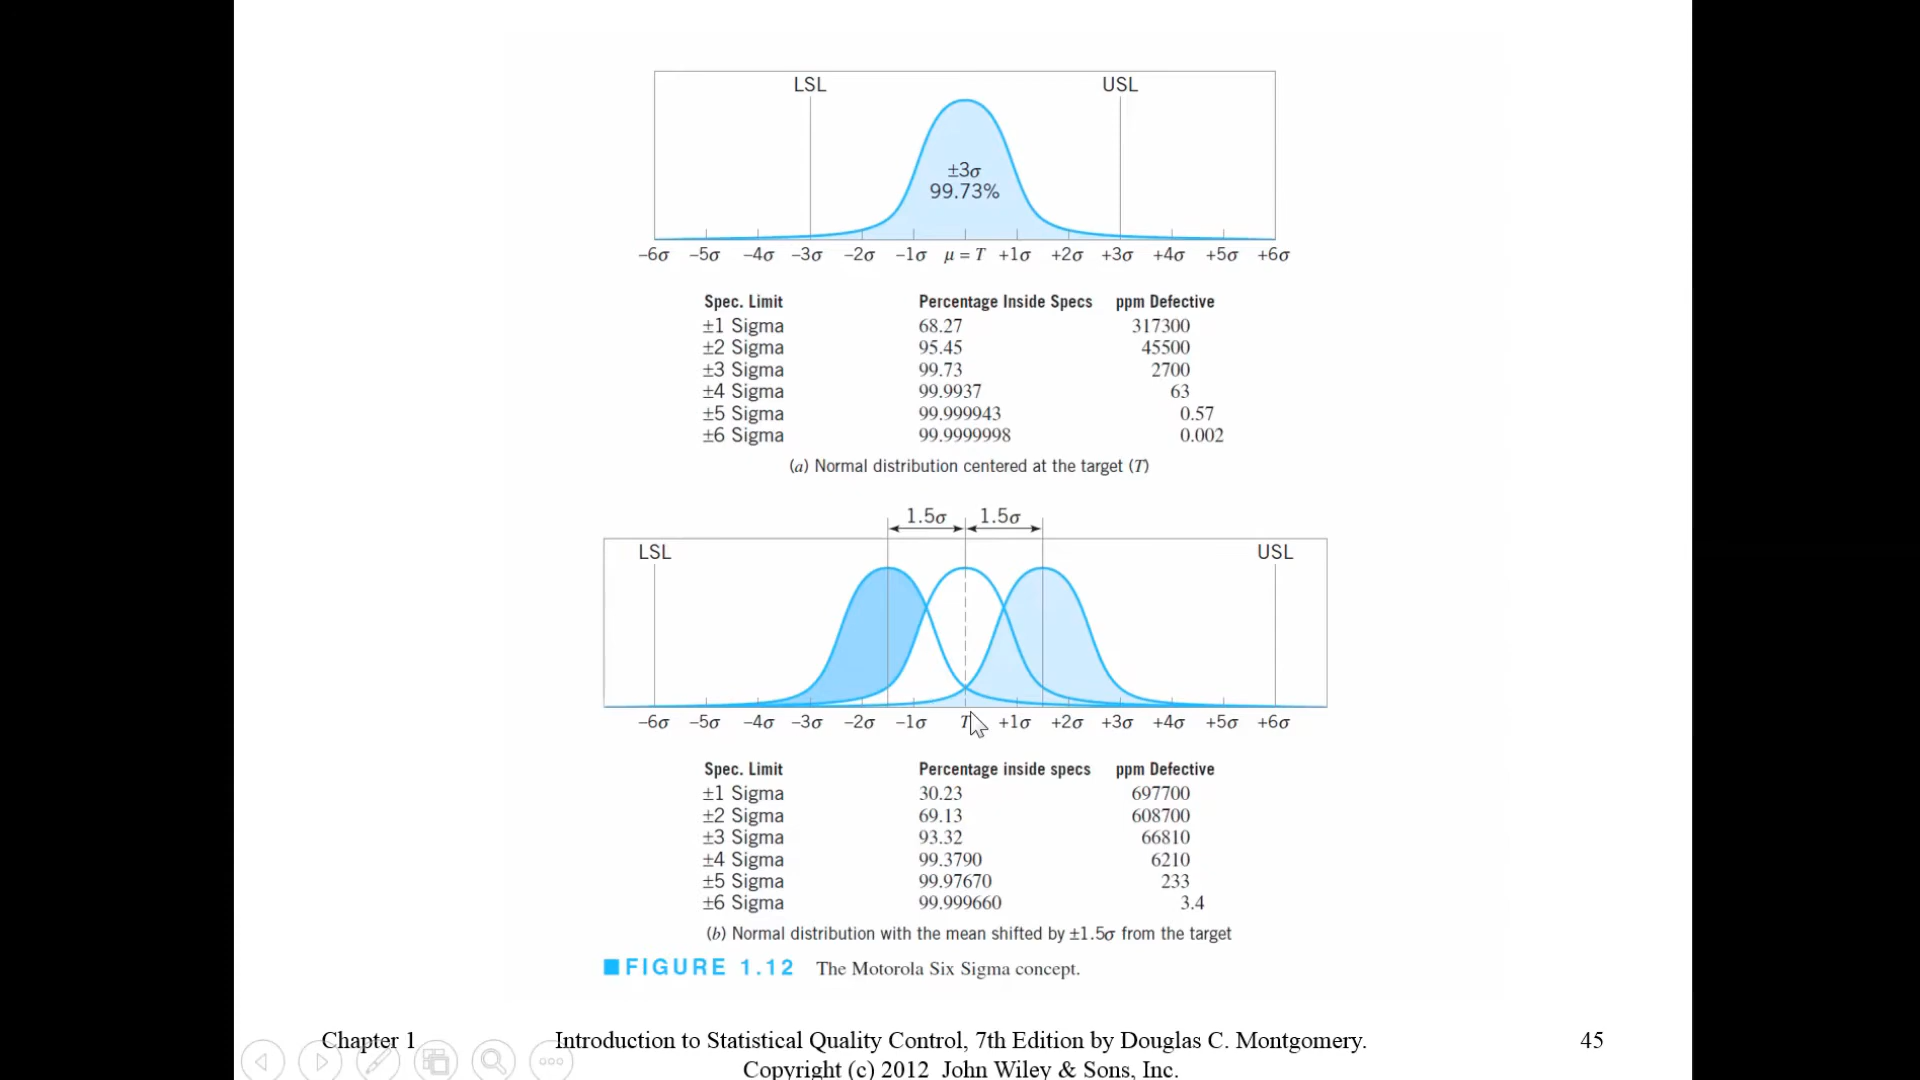 LSL USL
±3σ
99.73%
−6σ −5σ −4σ −3σ −2σ −1σ μ = T +1σ +2σ +3σ +4σ +5σ +6σ
Spec. Limit Percentage Inside Specs ppm Defective
±1 Sigma 68.27 317300
±2 Sigma 95.45 45500
±3 Sigma 99.73 2700
±4 Sigma 99.9937 63
±5 Sigma 99.999943 0.57
±6 Sigma 99.9999998 0.002
(a) Normal distribution centered at the target (T)
1.5σ 1.5σ
LSL USL
−6σ −5σ −4σ −3σ −2σ −1σ T +1σ +2σ +3σ +4σ +5σ +6σ
Spec. Limit Percentage inside specs ppm Defective
±1 Sigma 30.23 697700
±2 Sigma 69.13 608700
±3 Sigma 93.32 66810
±4 Sigma 99.3790 6210
±5 Sigma 99.97670 233
±6 Sigma 99.999660 3.4
(b) Normal distribution with the mean shifted by ±1.5σ from the target
FIGURE 1.12 The Motorola Six Sigma concept.
Chapter 1 Introduction to Statistical Quality Control, 7th Edition by Douglas C. Montgomery. 45
Copyright (c) 2012 John Wiley & Sons, Inc.